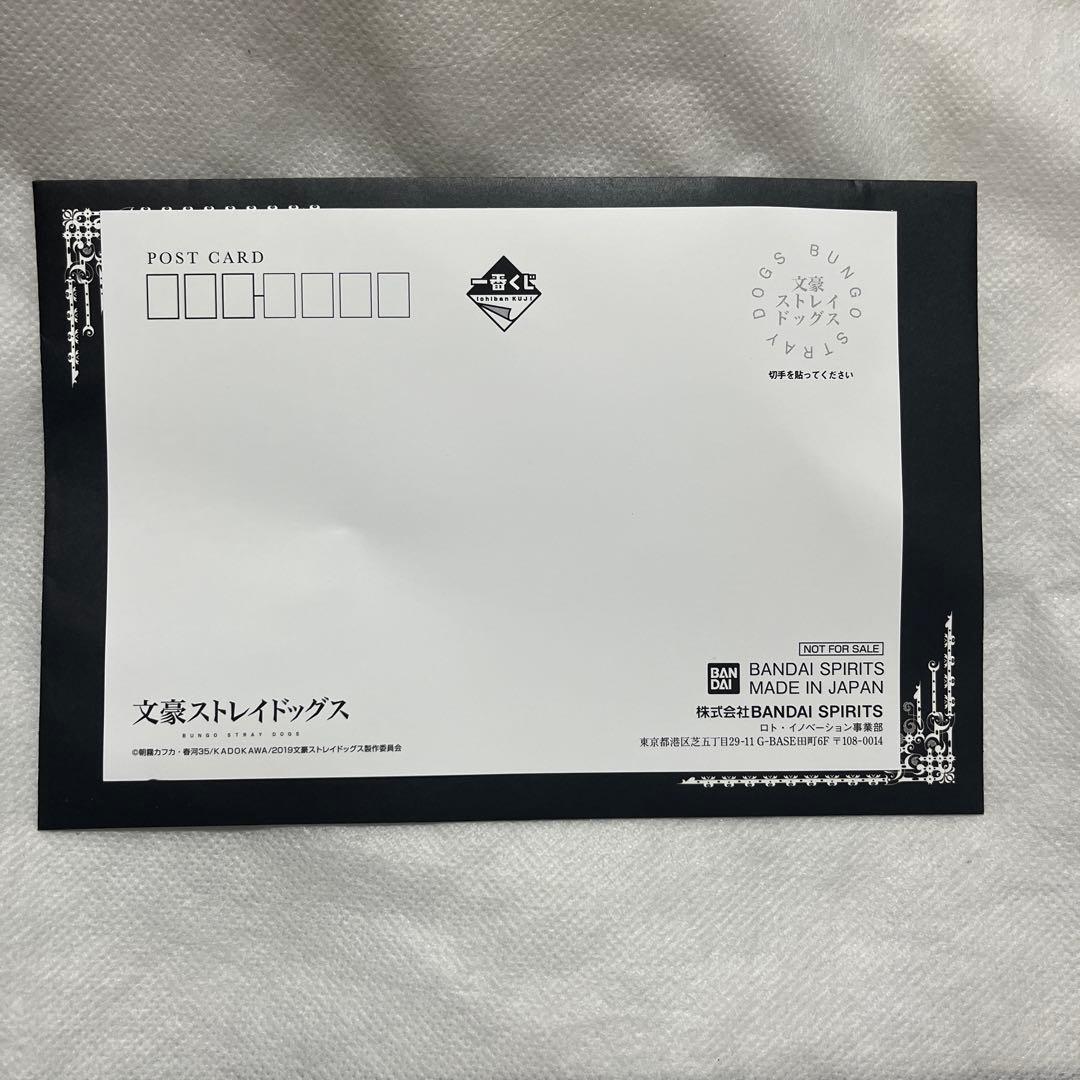 POST CARD
一番くじ
Ichiban KUJI
BUNGO STRAY DOGS
文豪
ストレイ
ドッグス
切手を貼ってください
NOT FOR SALE
BAN
DAI
BANDAI SPIRITS
MADE IN JAPAN
株式会社BANDAI SPIRITS
ロト・イノベーション事業部
東京都港区芝五丁目29-11 G-BASE田町6F 〒108-0014
文豪ストレイドッグス
BUNGO STRAY DOGS
©朝霧カフカ・春河35/KADOKAWA/2019文豪ストレイドッグス製作委員会